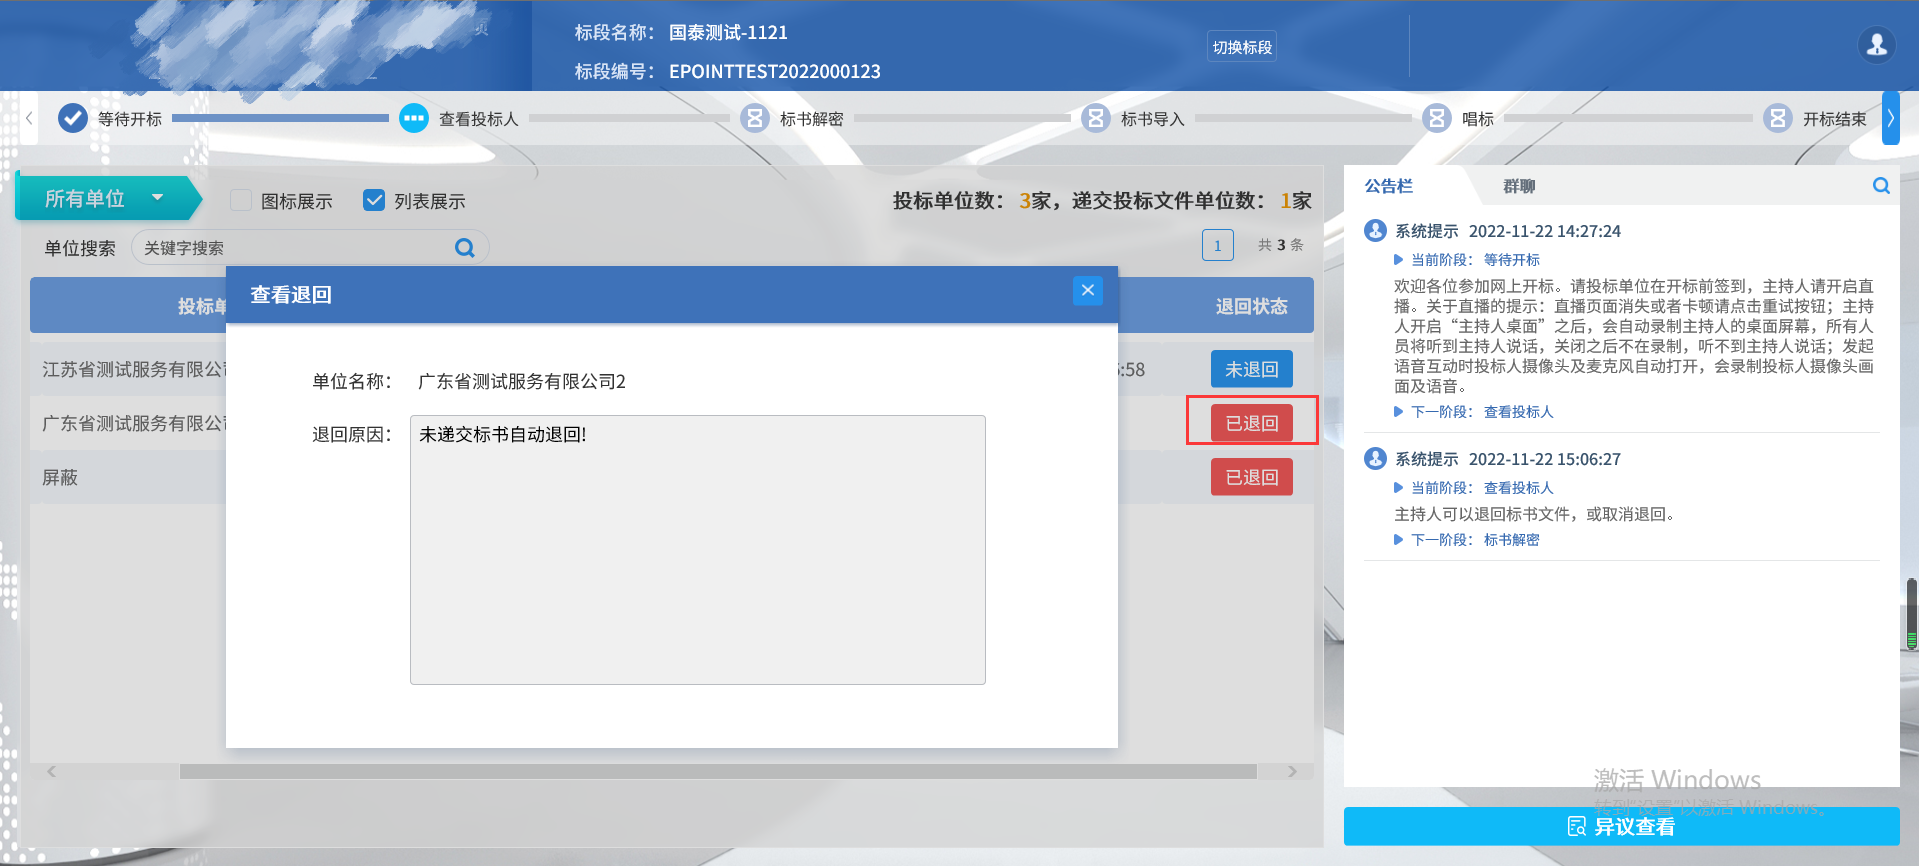 标段名称： 国泰测试-1121
切换标段
标段编号： EPOINTTEST2022000123
等待开标
查看投标人
标书解密
标书导入
唱标
开标结束
所有单位
图标展示
列表展示
投标单位数： 3家，递交投标文件单位数： 1家
单位搜索
关键字搜索
1
共 3 条
投标单
退回状态
江苏省测试服务有限公司
:58
未退回
广东省测试服务有限公司
已退回
屏蔽
已退回
查看退回
单位名称： 广东省测试服务有限公司2
退回原因： 未递交标书自动退回!
公告栏
群聊
系统提示 2022-11-22 14:27:24
当前阶段： 等待开标
欢迎各位参加网上开标。请投标单位在开标前签到，主持人请开启直
播。关于直播的提示：直播页面消失或者卡顿请点击重试按钮；主持
人开启“主持人桌面”之后，会自动录制主持人的桌面屏幕，所有人
员将听到主持人说话，关闭之后不在录制，听不到主持人说话；发起
语音互动时投标人摄像头及麦克风自动打开，会录制投标人摄像头画
面及语音。
下一阶段： 查看投标人
系统提示 2022-11-22 15:06:27
当前阶段： 查看投标人
主持人可以退回标书文件，或取消退回。
下一阶段： 标书解密
激活 Windows
转到"设置"以激活 Windows。
异议查看